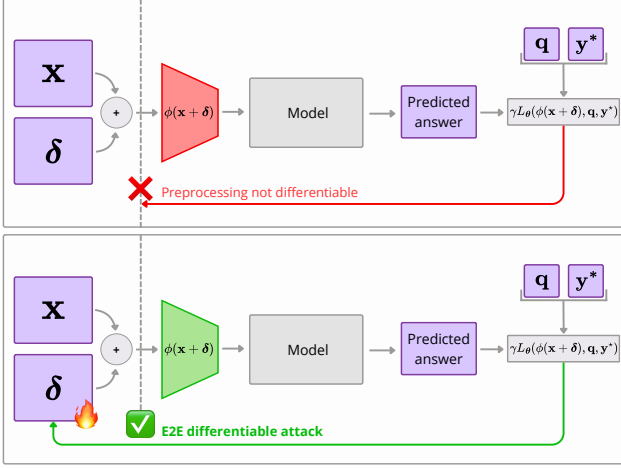 x
δ
+
ϕ(x + δ)
Model
Predicted
answer
q
y*
γL_θ(ϕ(x + δ), q, y*)
Preprocessing not differentiable
x
δ
+
ϕ(x + δ)
Model
Predicted
answer
q
y*
γL_θ(ϕ(x + δ), q, y*)
E2E differentiable attack